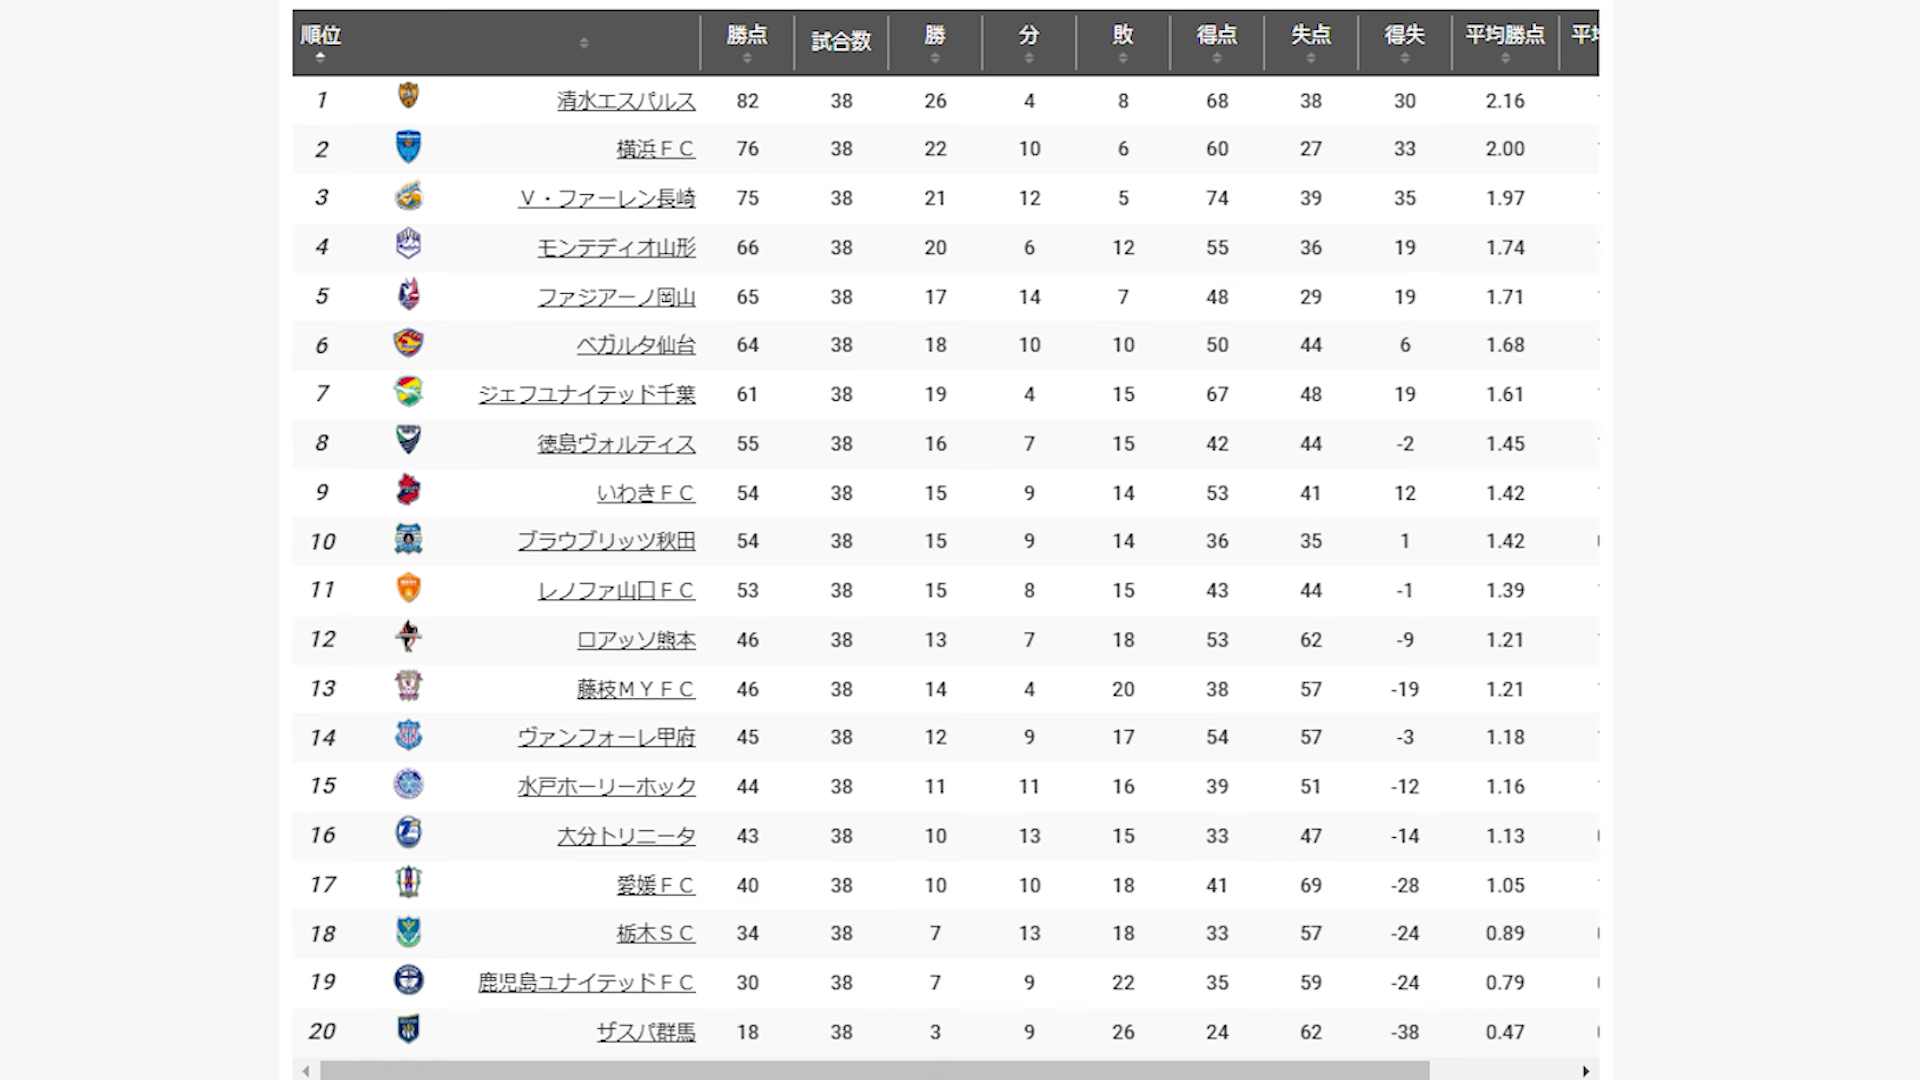 順位 勝点 試合数 勝 分 敗 得点 失点 得失 平均勝点
1 清水エスパルス 82 38 26 4 8 68 38 30 2.16
2 横浜ＦＣ 76 38 22 10 6 60 27 33 2.00
3 Ｖ・ファーレン長崎 75 38 21 12 5 74 39 35 1.97
4 モンテディオ山形 66 38 20 6 12 55 36 19 1.74
5 ファジアーノ岡山 65 38 17 14 7 48 29 19 1.71
6 ベガルタ仙台 64 38 18 10 10 50 44 6 1.68
7 ジェフユナイテッド千葉 61 38 19 4 15 67 48 19 1.61
8 徳島ヴォルティス 55 38 16 7 15 42 44 -2 1.45
9 いわきＦＣ 54 38 15 9 14 53 41 12 1.42
10 ブラウブリッツ秋田 54 38 15 9 14 36 35 1 1.42
11 レノファ山口ＦＣ 53 38 15 8 15 43 44 -1 1.39
12 ロアッソ熊本 46 38 13 7 18 53 62 -9 1.21
13 藤枝ＭＹＦＣ 46 38 14 4 20 38 57 -19 1.21
14 ヴァンフォーレ甲府 45 38 12 9 17 54 57 -3 1.18
15 水戸ホーリーホック 44 38 11 11 16 39 51 -12 1.16
16 大分トリニータ 43 38 10 13 15 33 47 -14 1.13
17 愛媛ＦＣ 40 38 10 10 18 41 69 -28 1.05
18 栃木ＳＣ 34 38 7 13 18 33 57 -24 0.89
19 鹿児島ユナイテッドＦＣ 30 38 7 9 22 35 59 -24 0.79
20 ザスパ群馬 18 38 3 9 26 24 62 -38 0.47